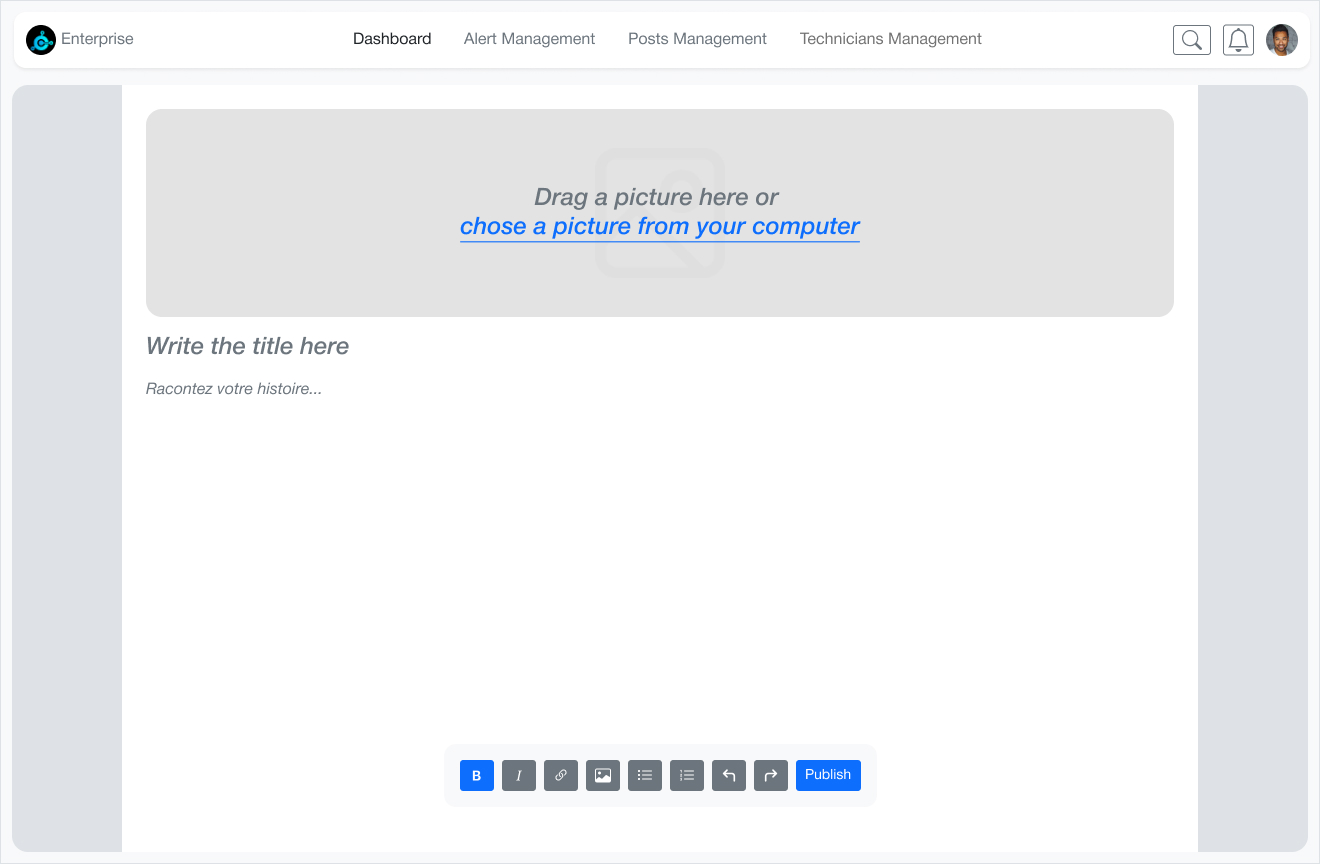 Enterprise
Dashboard
Alert Management
Posts Management
Technicians Management
Drag a picture here or
chose a picture from your computer
Write the title here
Racontez votre histoire...
B
I
Publish